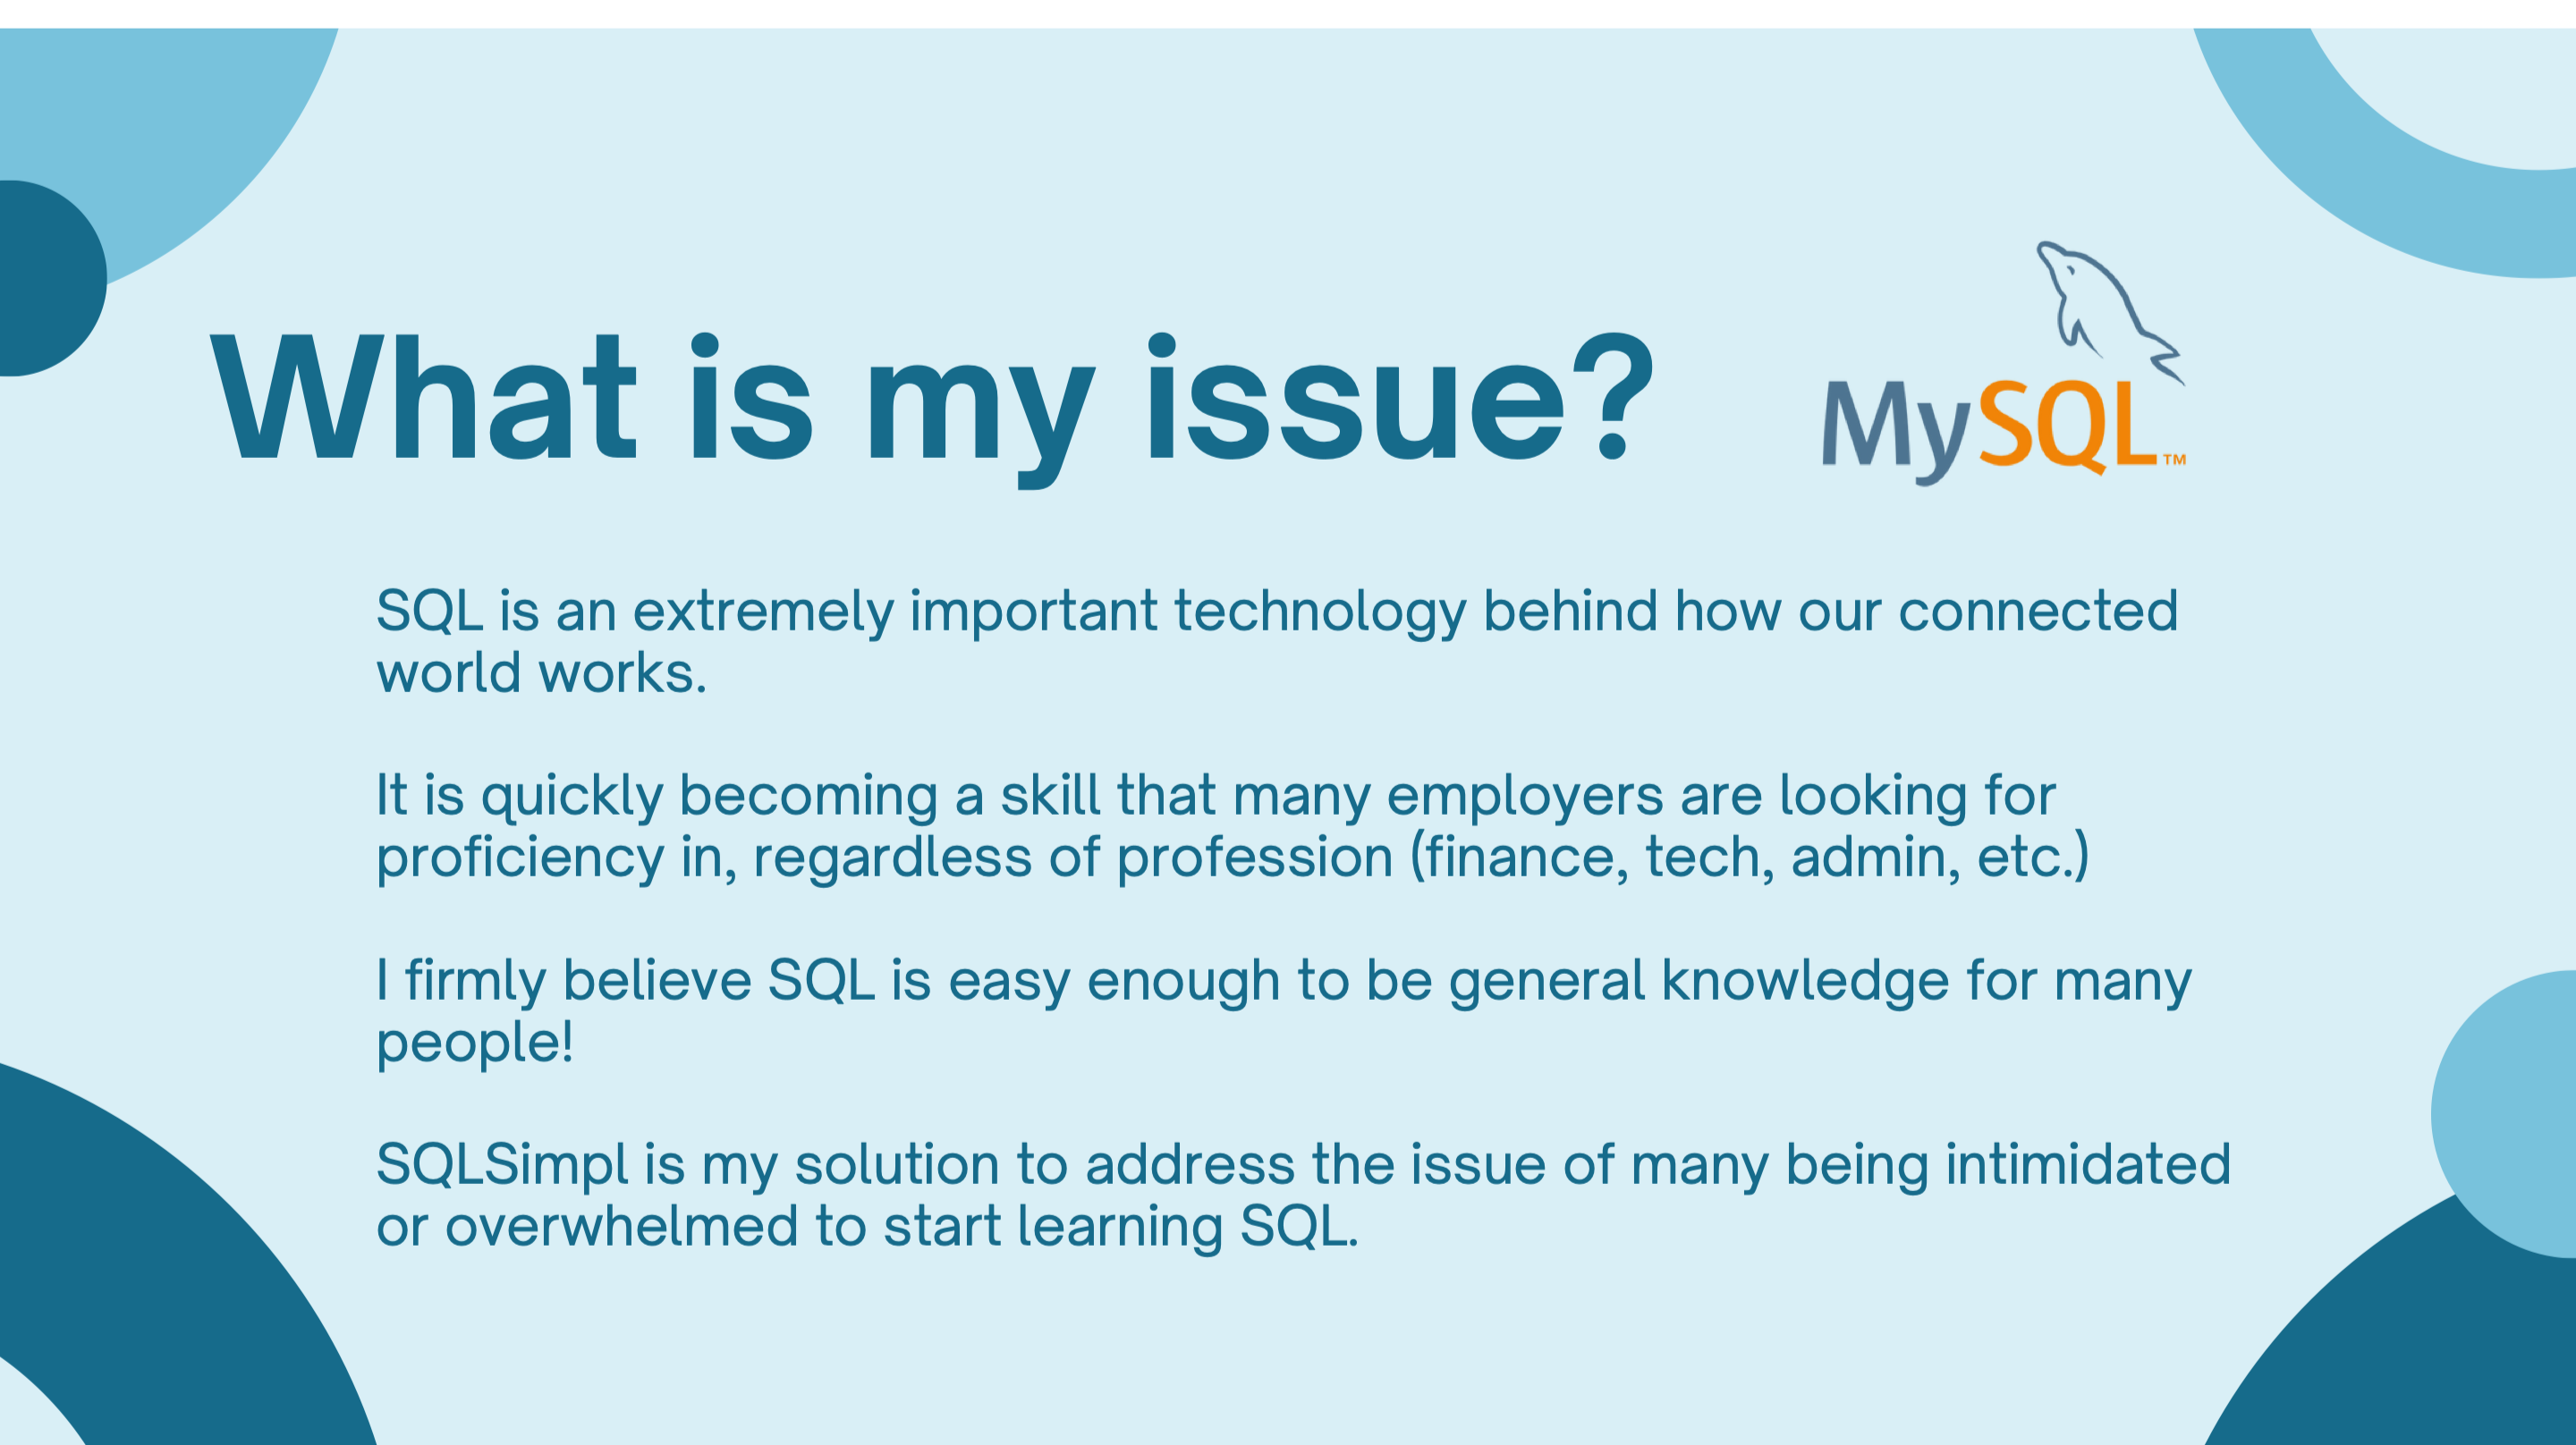 What is my issue?
MySQL™
SQL is an extremely important technology behind how our connected
world works.
It is quickly becoming a skill that many employers are looking for
proficiency in, regardless of profession (finance, tech, admin, etc.)
I firmly believe SQL is easy enough to be general knowledge for many
people!
SQLSimpl is my solution to address the issue of many being intimidated
or overwhelmed to start learning SQL.